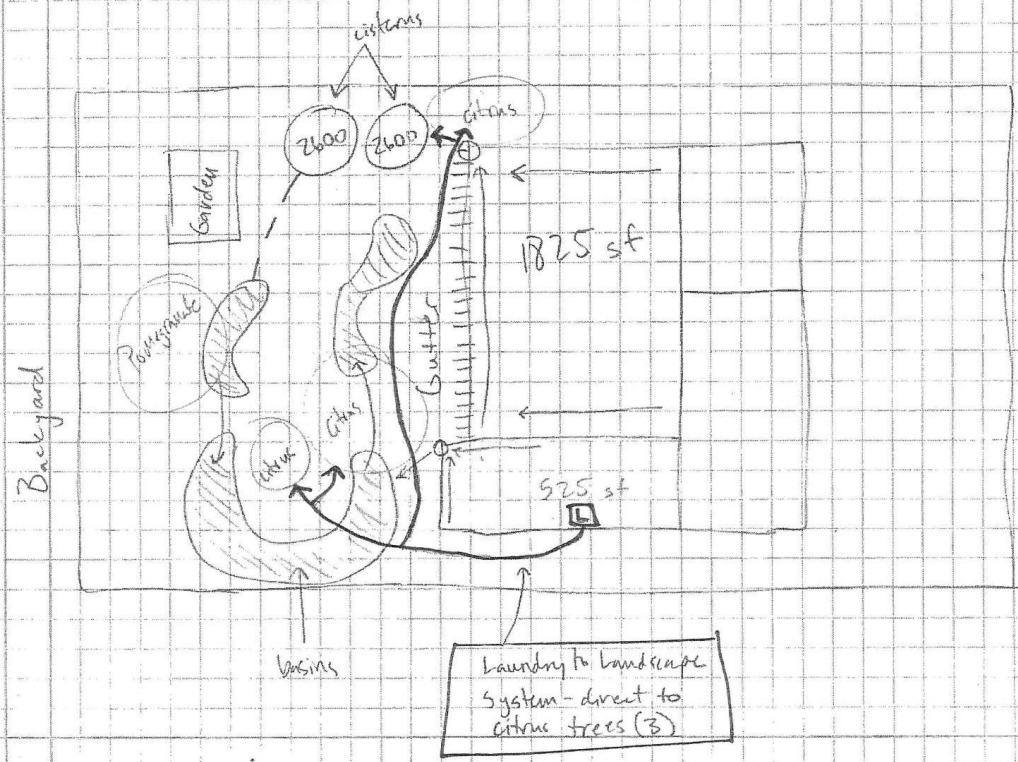 cisterns
2600
2600
citrus
Garden
1825 sf
Pomegranate
Gutter
Backyard
citrus
citrus
525 sf
L
basins
Laundry to Landscape
System - direct to
citrus trees (3)